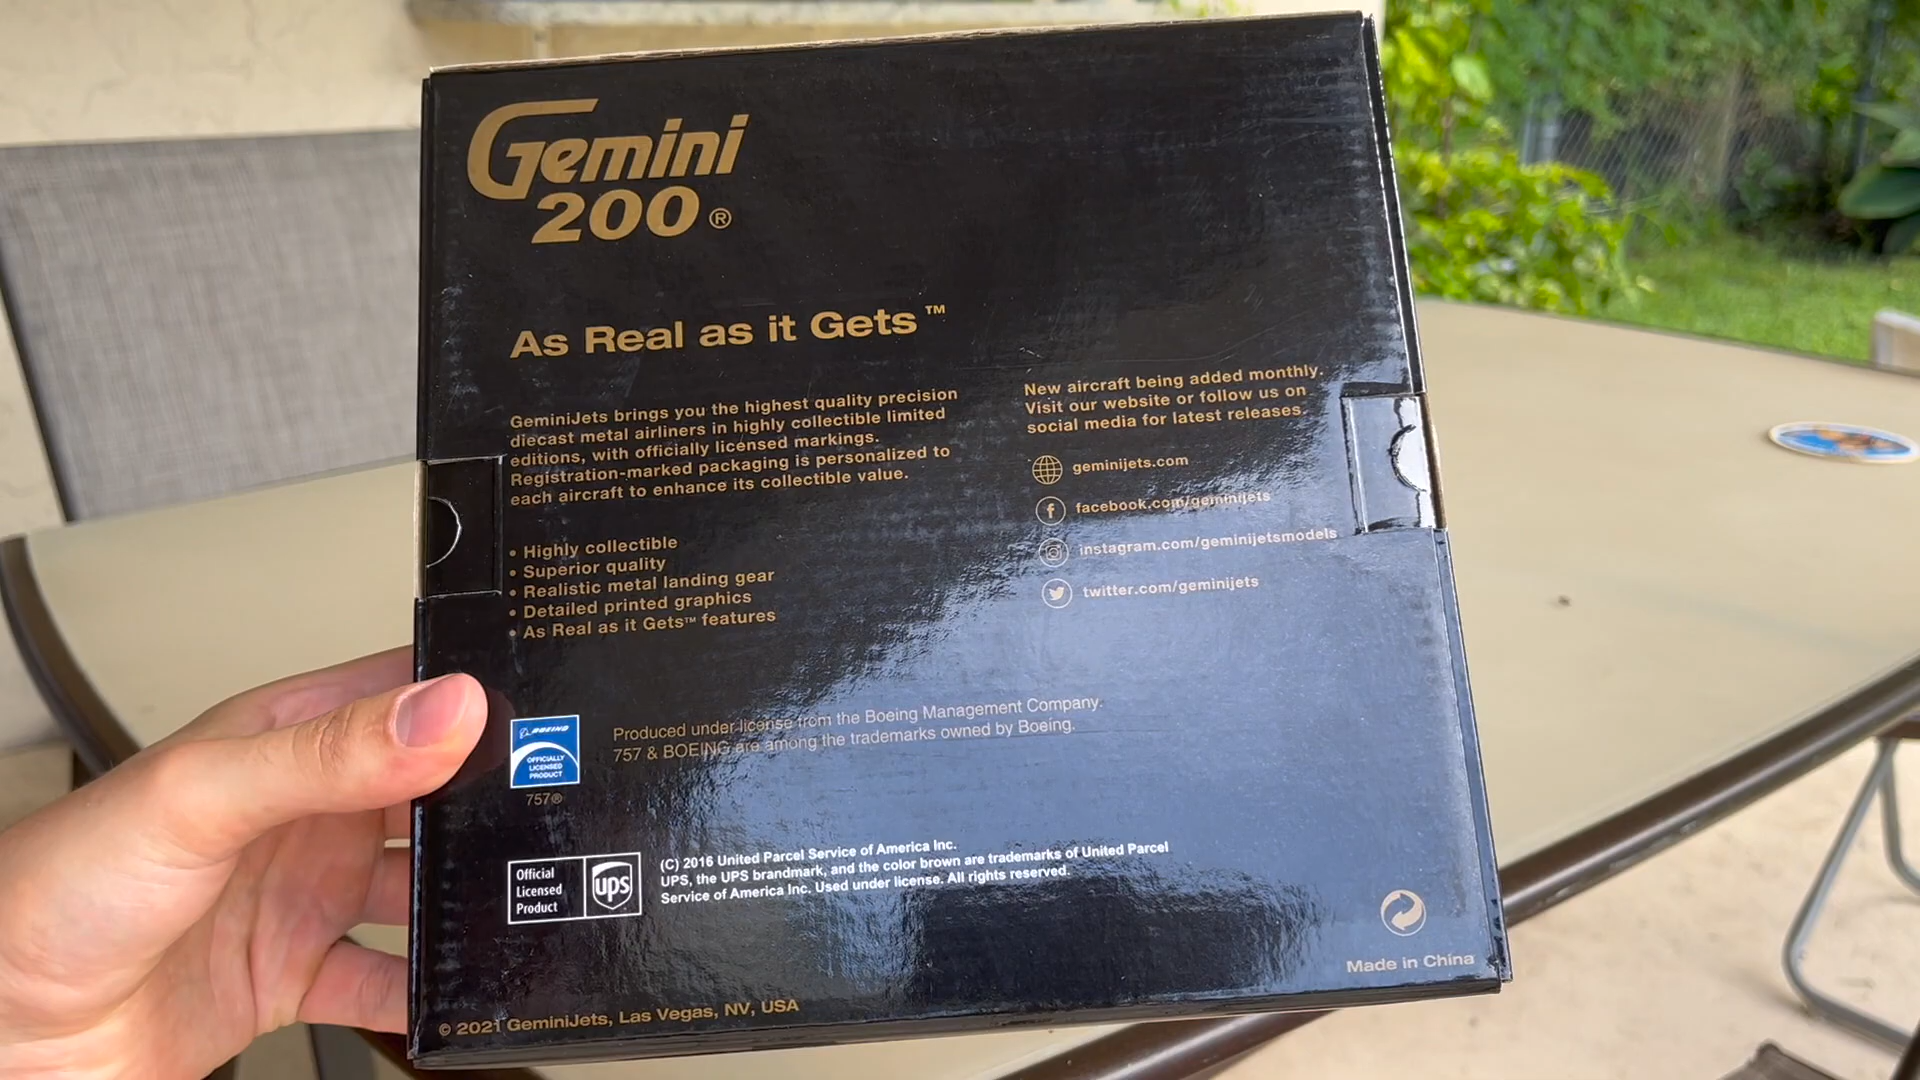 Gemini
200®
As Real as it Gets™
GeminiJets brings you the highest quality precision
diecast metal airliners in highly collectible limited
editions, with officially licensed markings.
Registration-marked packaging is personalized to
each aircraft to enhance its collectible value.
• Highly collectible
• Superior quality
• Realistic metal landing gear
• Detailed printed graphics
• As Real as it Gets™ features
New aircraft being added monthly.
Visit our website or follow us on
social media for latest releases.
geminijets.com
facebook.com/geminijets
instagram.com/geminijetsmodels
twitter.com/geminijets
BOEING
OFFICIALLY
LICENSED
PRODUCT
757®
Produced under license from the Boeing Management Company.
757 & BOEING are among the trademarks owned by Boeing.
Official
Licensed
Product
ups
(C) 2016 United Parcel Service of America Inc.
UPS, the UPS brandmark, and the color brown are trademarks of United Parcel
Service of America Inc. Used under license. All rights reserved.
Made in China
© 2021 GeminiJets, Las Vegas, NV, USA